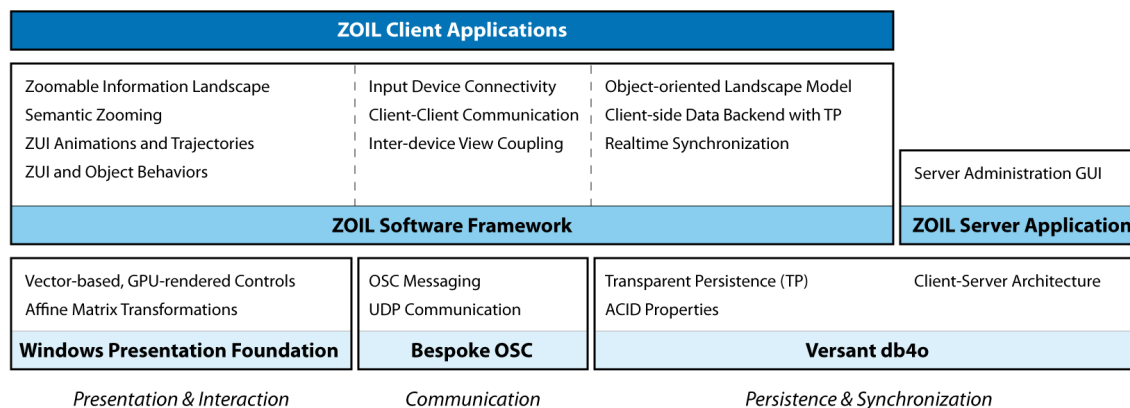 ZOIL Client Applications
Zoomable Information Landscape
Semantic Zooming
ZUI Animations and Trajectories
ZUI and Object Behaviors
Input Device Connectivity
Client-Client Communication
Inter-device View Coupling
Object-oriented Landscape Model
Client-side Data Backend with TP
Realtime Synchronization
ZOIL Software Framework
Server Administration GUI
ZOIL Server Application
Vector-based, GPU-rendered Controls
Affine Matrix Transformations
Windows Presentation Foundation
OSC Messaging
UDP Communication
Bespoke OSC
Transparent Persistence (TP)
ACID Properties
Client-Server Architecture
Versant db4o
Presentation & Interaction
Communication
Persistence & Synchronization